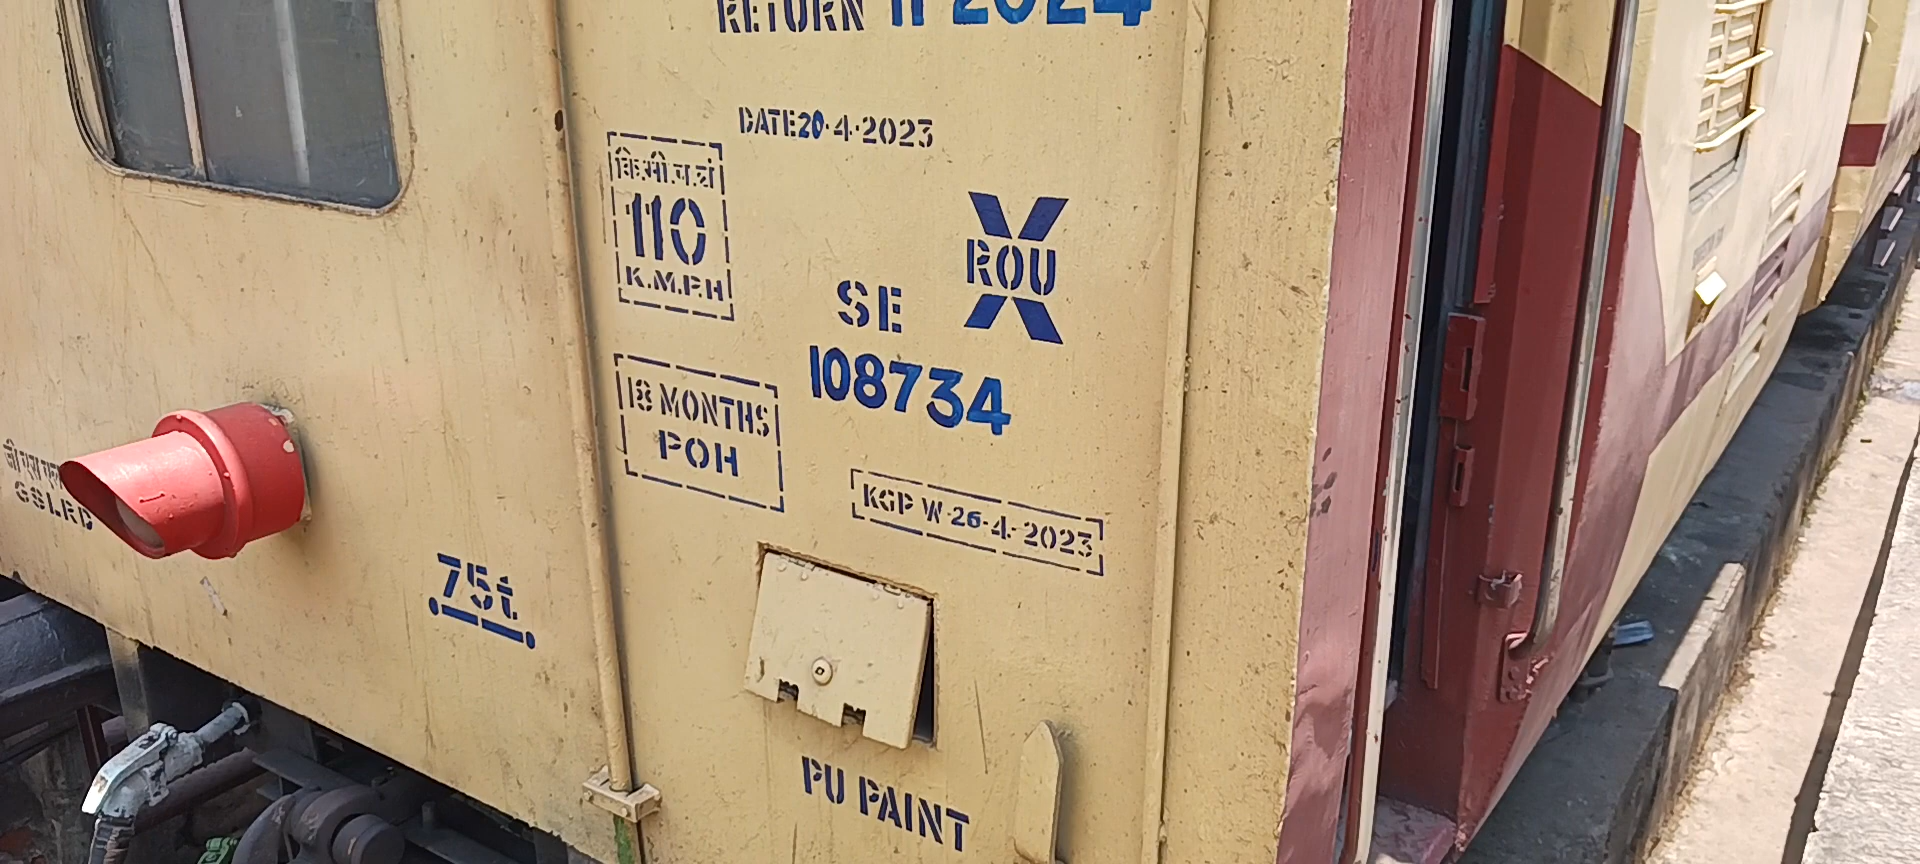 RETURN 11 2024
DATE 20-4-2023
कि.मी.प्र.घं
110
K.M.P.H
X
ROU
SE
108734
18 MONTHS
POH
KGP W 26-4-2023
GSLRD
75t.
PU PAINT